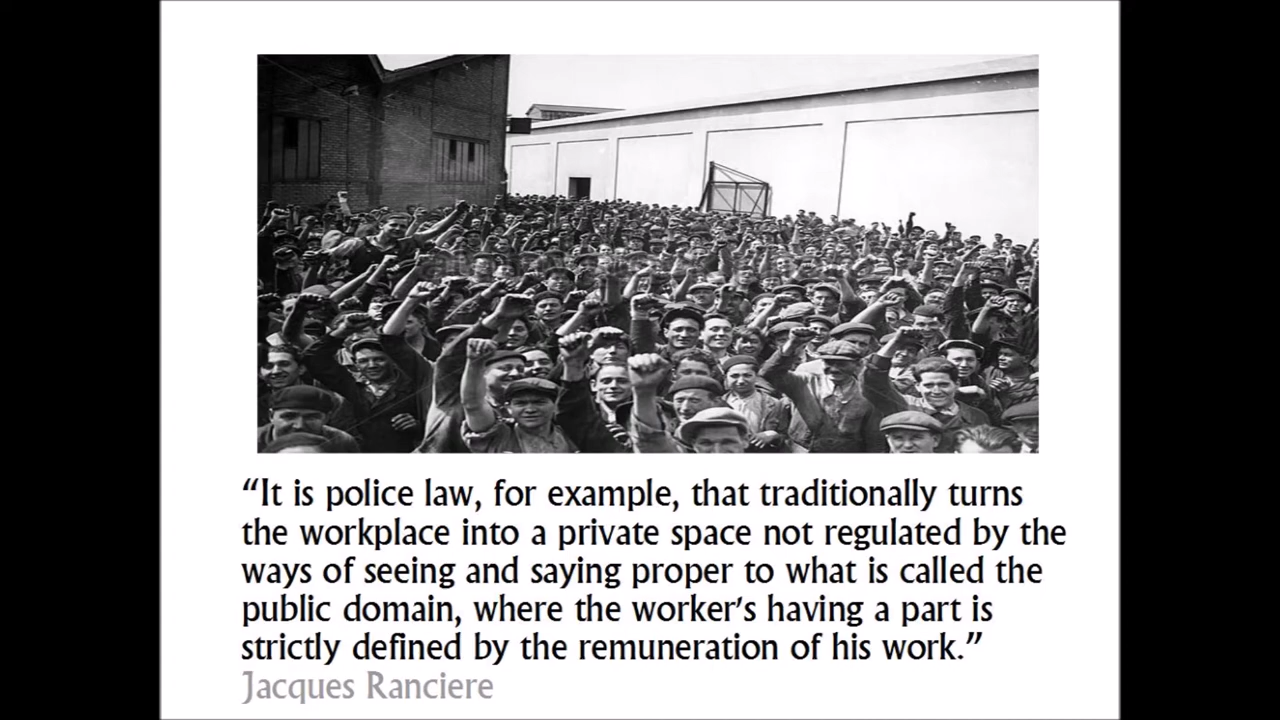 “It is police law, for example, that traditionally turns
the workplace into a private space not regulated by the
ways of seeing and saying proper to what is called the
public domain, where the worker’s having a part is
strictly defined by the remuneration of his work.”
Jacques Ranciere